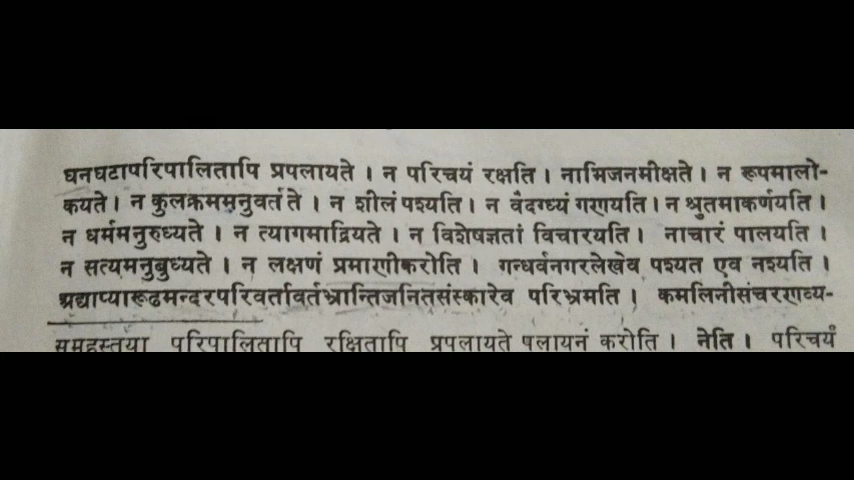 घनघटापरिपालितापि प्रपलायते । न परिचयं रक्षति । नाभिजनमीक्षते । न रूपमालो-
कयते । न कुलक्रममनुवर्तते । न शीलं पश्यति । न वैदग्ध्यं गरणयति । न श्रुतमाकर्णयति ।
न धर्ममनुरुध्यते । न त्यागमाद्रियते । न विशेषज्ञतां विचारयति । नाचारं पालयति ।
न सत्यमनुबुध्यते । न लक्षणं प्रमाणीकरोति । गन्धर्वनगरलेखेव पश्यत एव नश्यति ।
अद्याप्यारूढमन्दरपरिवर्तावर्तभ्रान्तिजनितसंस्कारेव परिभ्रमति । कमलिनीसंचरणव्य-
समूहस्तया परिपालितापि रक्षितापि प्रपलायते पलायनं करोति । नेति । परिचयं